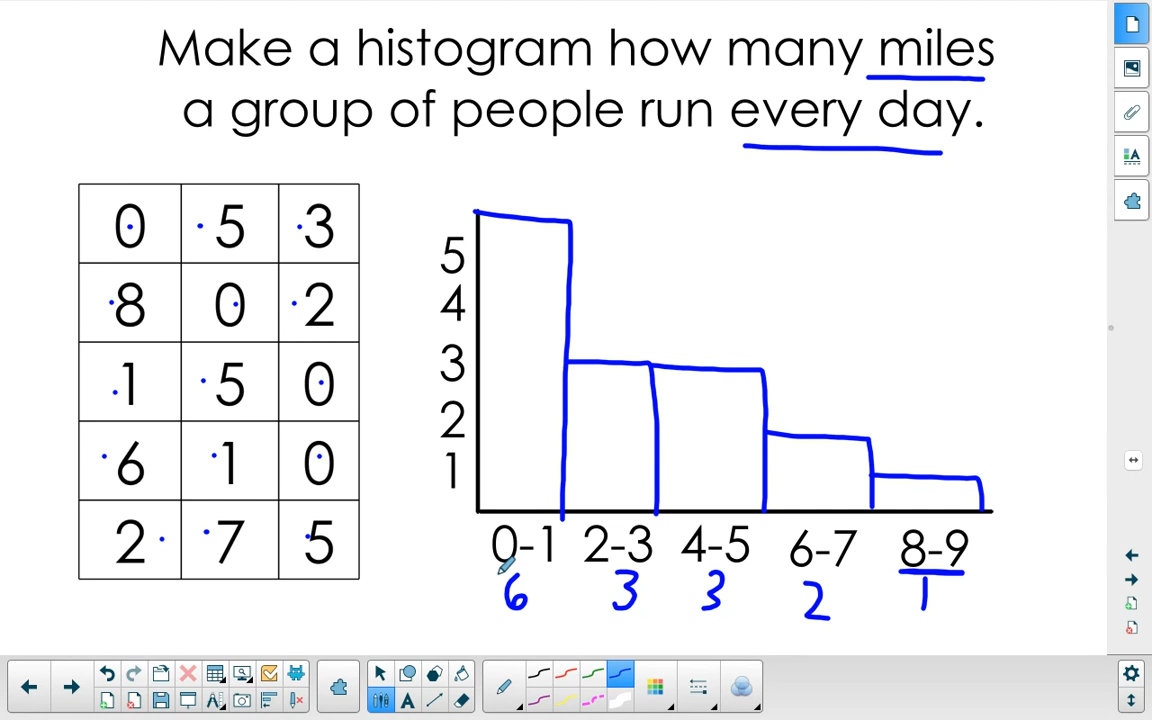 Make a histogram how many miles
a group of people run every day.
0 5 3
8 0 2
1 5 0
6 1 0
2 7 5
5
4
3
2
1
0-1 2-3 4-5 6-7 8-9
6 3 3 2 1
A
A